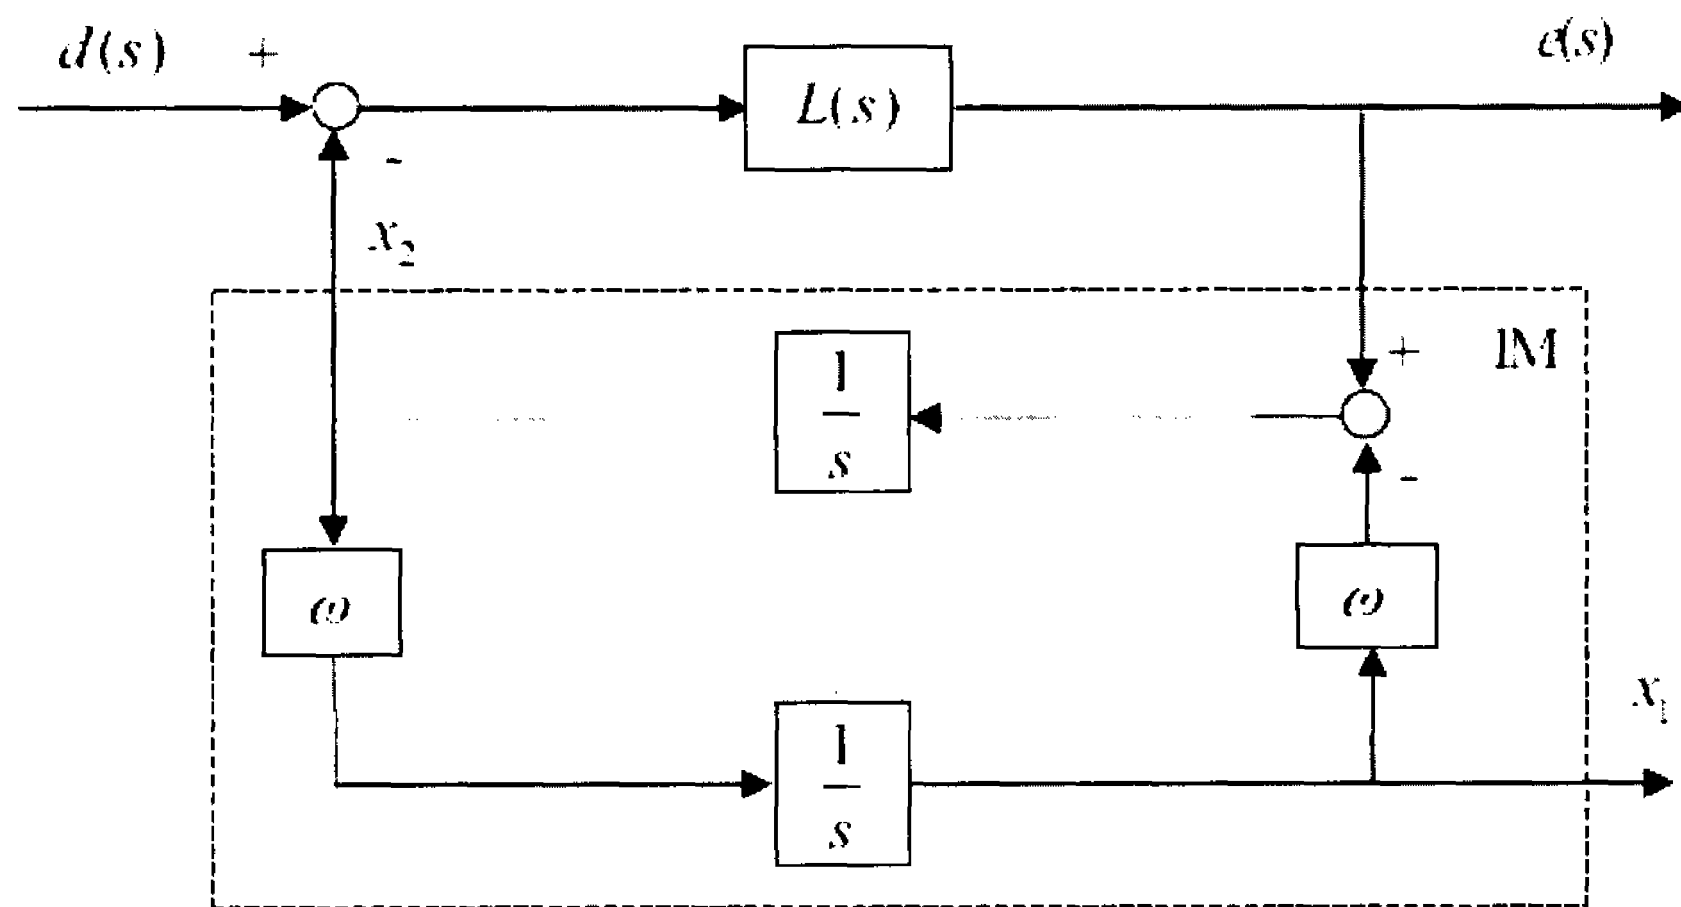 d(s) +
L(s)
e(s)
-
x₂
IM
+
1
s
-
ω
ω
x₁
1
s